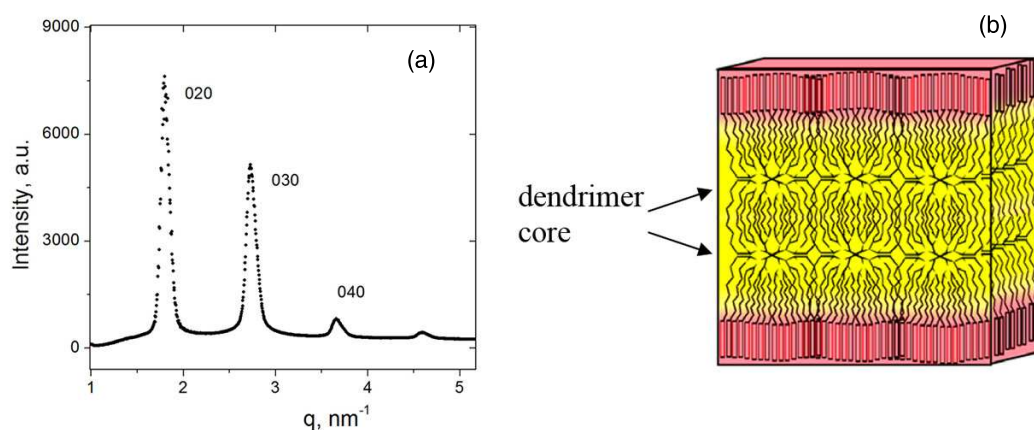 (a)
9000
6000
3000
0
Intensity, a.u.
020
030
040
1
2
3
4
5
q, nm-1
(b)
dendrimer
core